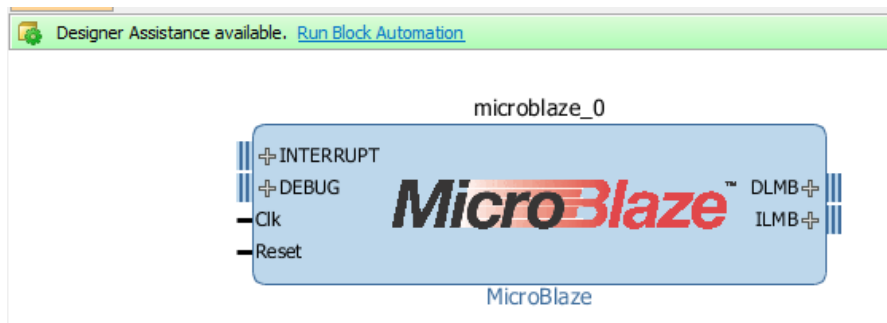 Designer Assistance available. Run Block Automation
microblaze_0
INTERRUPT
DEBUG
Clk
Reset
MicroBlaze™
DLMB
ILMB
MicroBlaze